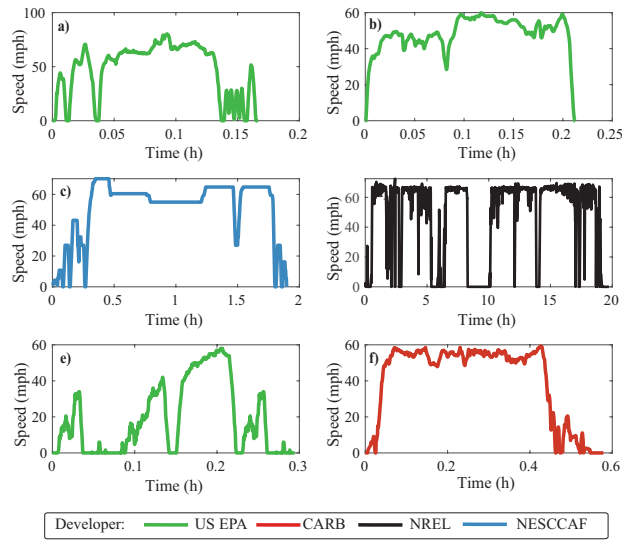 a)
Speed (mph)
100
50
0
0 0.05 0.1 0.15 0.2
Time (h)
b)
Speed (mph)
60
40
20
0
0 0.05 0.1 0.15 0.2 0.25
Time (h)
c)
Speed (mph)
60
40
20
0
0 0.5 1 1.5 2
Time (h)
Speed (mph)
60
40
20
0
0 5 10 15 20
Time (h)
e)
Speed (mph)
60
40
20
0
0 0.1 0.2 0.3
Time (h)
f)
Speed (mph)
60
40
20
0
0 0.2 0.4 0.6
Time (h)
Developer: US EPA CARB NREL NESCCAF